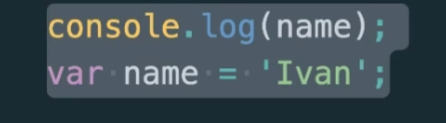 console.log(name);
var name = 'Ivan';